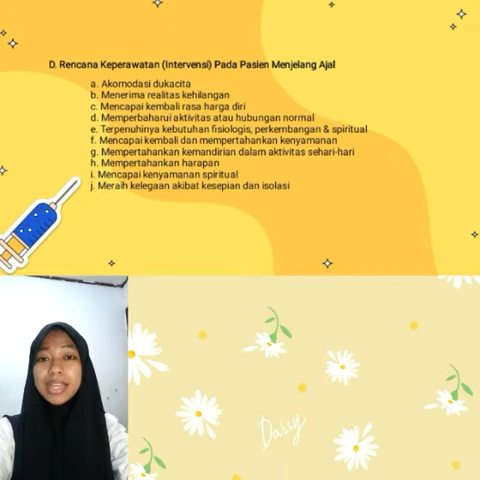 D. Rencana Keperawatan (Intervensi) Pada Pasien Menjelang Ajal
a. Akomodasi dukacita
b. Menerima realitas kehilangan
c. Mencapai kembali rasa harga diri
d. Memperbaharui aktivitas atau hubungan normal
e. Terpenuhinya kebutuhan fisiologis, perkembangan & spiritual
f. Mencapai kembali dan mempertahankan kenyamanan
g. Mempertahankan kemandirian dalam aktivitas sehari-hari
h. Mempertahankan harapan
i. Mencapai kenyamanan spiritual
j. Meraih kelegaan akibat kesepian dan isolasi
Daisy